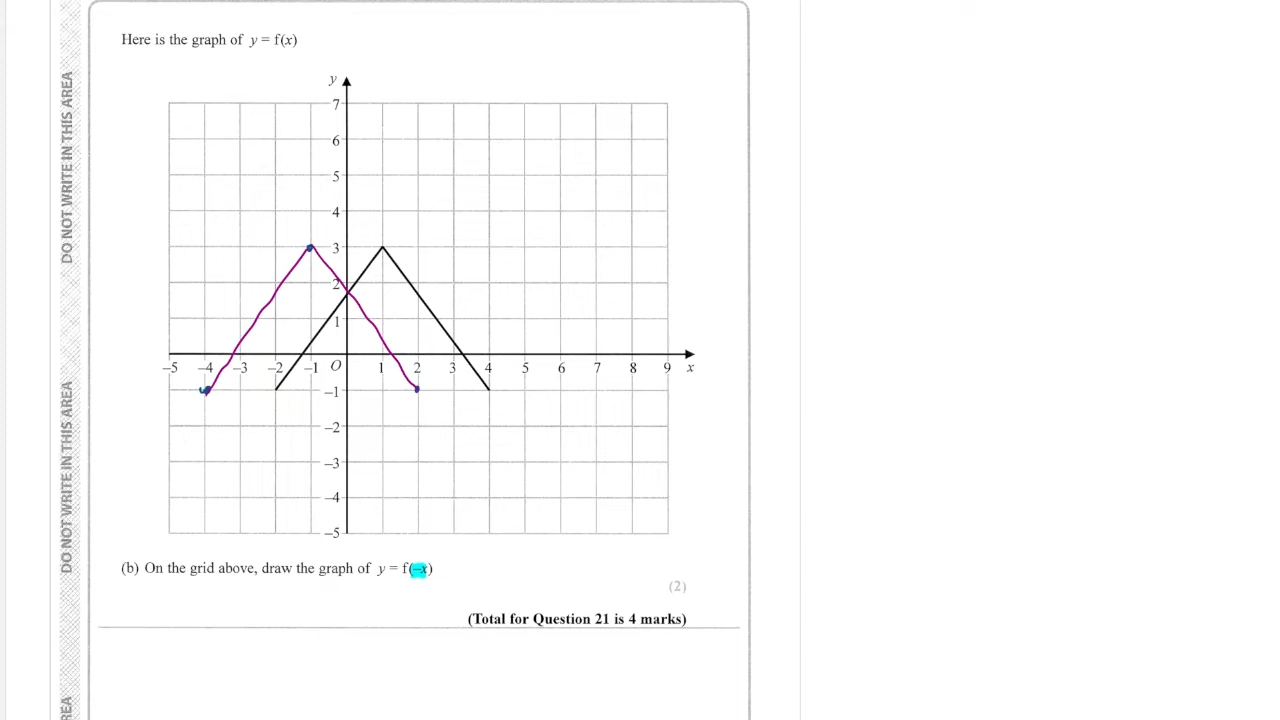 Here is the graph of y = f(x)
y
7
6
5
4
3
2
1
–5 –4 –3 –2 –1 O 1 2 3 4 5 6 7 8 9 x
–1
–2
–3
–4
–5
(b) On the grid above, draw the graph of y = f(–x)
(2)
(Total for Question 21 is 4 marks)
DO NOT WRITE IN THIS AREA
DO NOT WRITE IN THIS AREA
REA